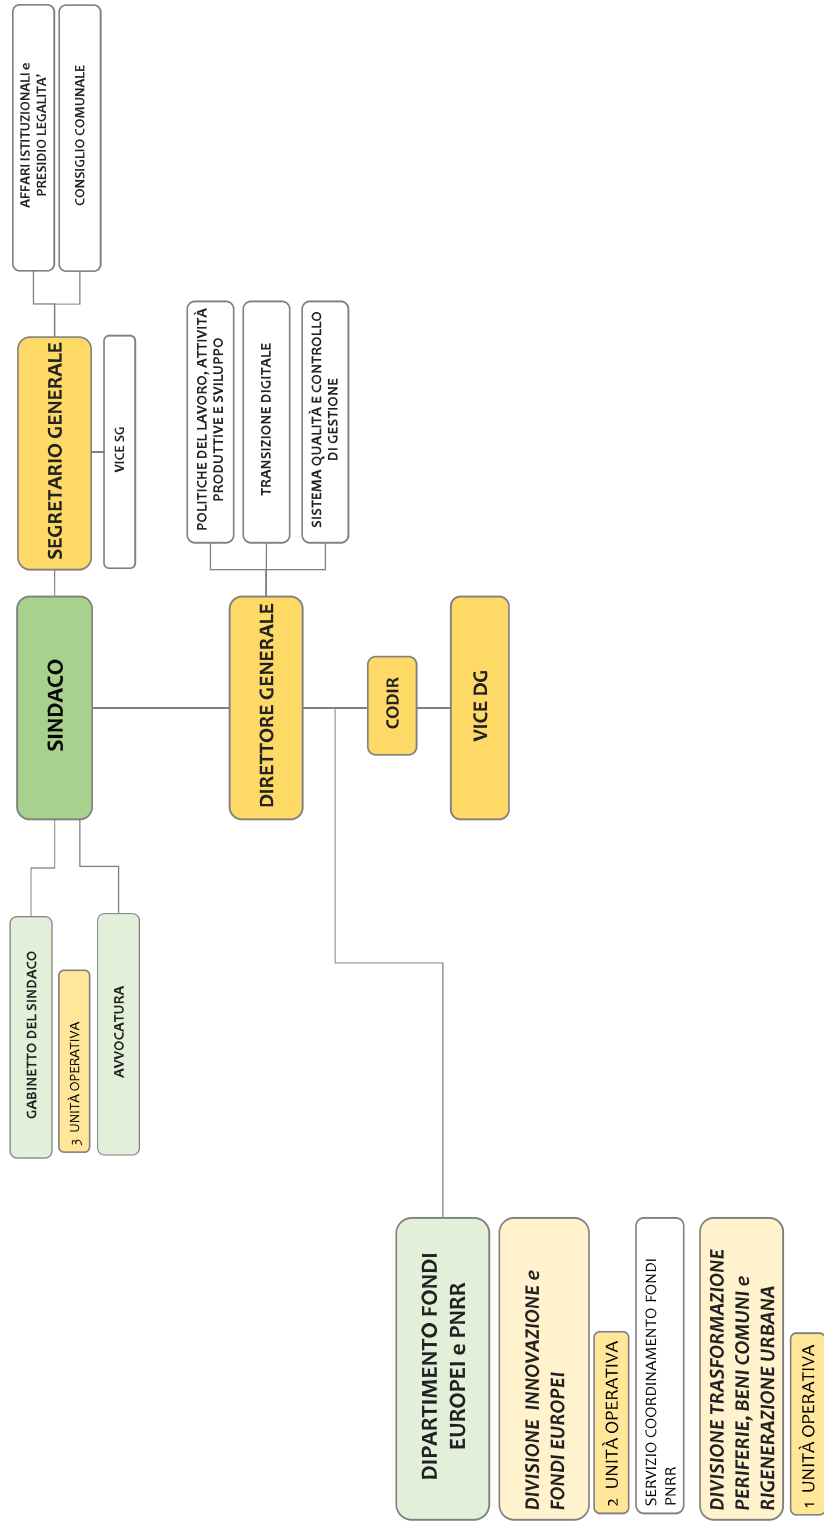 GABINETTO DEL SINDACO
3 UNITÀ OPERATIVA
AVVOCATURA
SINDACO
SEGRETARIO GENERALE
VICE SG
AFFARI ISTITUZIONALI e
PRESIDIO LEGALITA'
CONSIGLIO COMUNALE
DIRETTORE GENERALE
POLITICHE DEL LAVORO, ATTIVITÀ
PRODUTTIVE E SVILUPPO
TRANSIZIONE DIGITALE
SISTEMA QUALITÀ E CONTROLLO
DI GESTIONE
CODIR
VICE DG
DIPARTIMENTO FONDI
EUROPEI e PNRR
DIVISIONE INNOVAZIONE e
FONDI EUROPEI
2 UNITÀ OPERATIVA
SERVIZIO COORDINAMENTO FONDI
PNRR
DIVISIONE TRASFORMAZIONE
PERIFERIE, BENI COMUNI e
RIGENERAZIONE URBANA
1 UNITÀ OPERATIVA